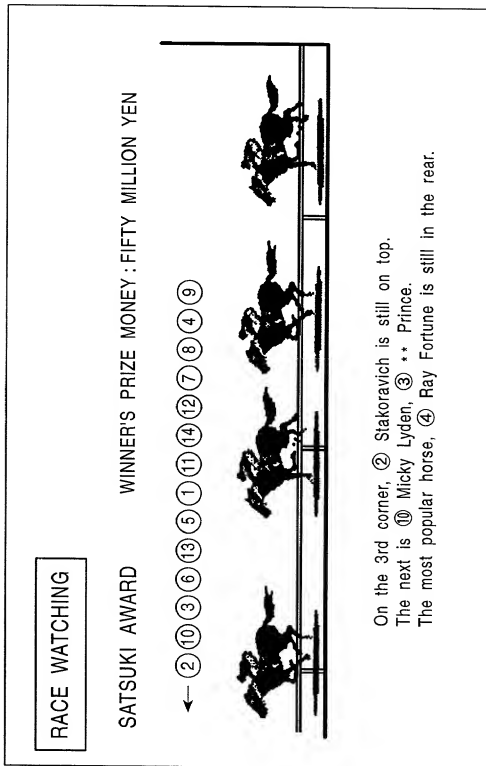 RACE WATCHING
SATSUKI AWARD WINNER'S PRIZE MONEY : FIFTY MILLION YEN
← ② ⑩ ③ ⑥ ⑬ ⑤ ① ⑪ ⑭ ⑫ ⑦ ⑧ ④ ⑨
On the 3rd corner, ② Stakoravich is still on top.
The next is ⑩ Micky Lyden, ③ ** Prince.
The most popular horse, ④ Ray Fortune is still in the rear.